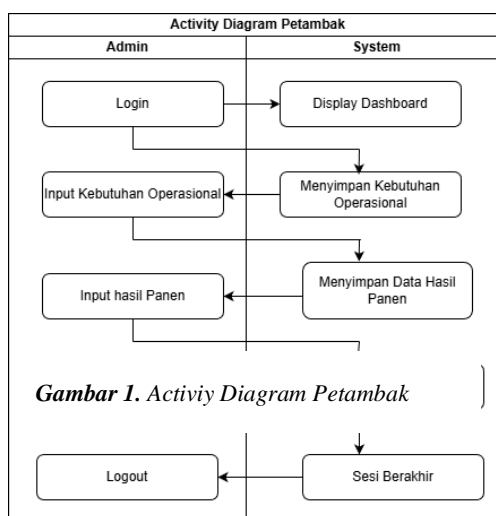 Activity Diagram Petambak
Admin
System
Login
Display Dashboard
Input Kebutuhan Operasional
Menyimpan Kebutuhan
Operasional
Input hasil Panen
Menyimpan Data Hasil
Panen
Gambar 1. Activiy Diagram Petambak
Logout
Sesi Berakhir